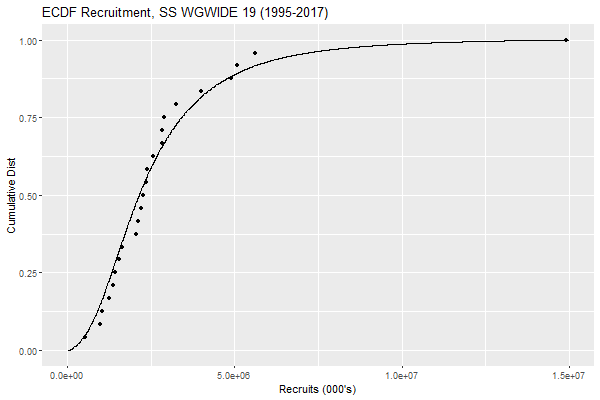 ECDF Recruitment, SS WGWIDE 19 (1995-2017)
1.00
0.75
0.50
0.25
0.00
Cumulative Dist
0.0e+00 5.0e+06 1.0e+07 1.5e+07
Recruits (000's)